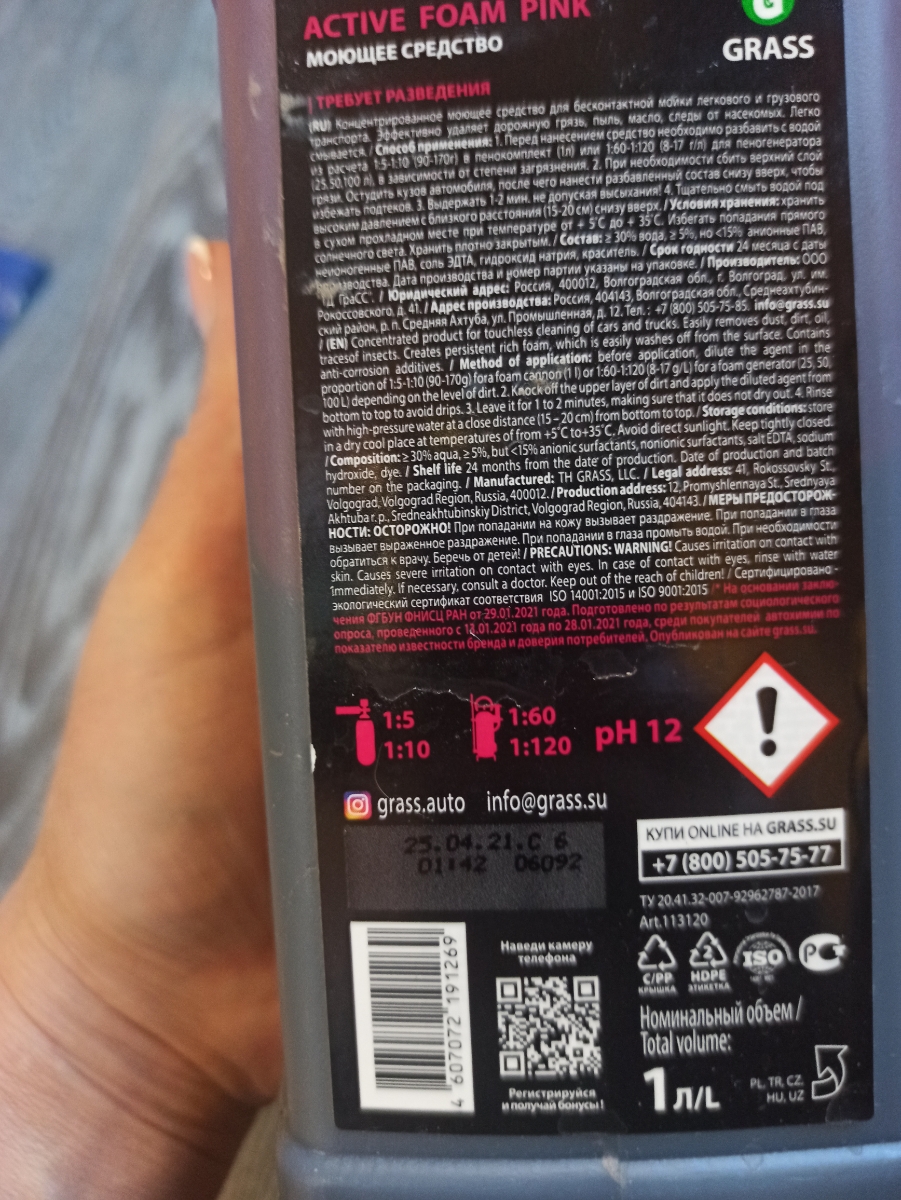 ACTIVE FOAM PINK
МОЮЩЕЕ СРЕДСТВО
G
GRASS
ТРЕБУЕТ РАЗВЕДЕНИЯ
(RU) Концентрированное моющее средство для бесконтактной мойки легкового и грузового
транспорта. Эффективно удаляет дорожную грязь, пыль, масло, следы от насекомых. Легко
смывается. / Способ применения: 1. Перед нанесением средство необходимо разбавить с водой
из расчета 1:5-1:10 (90-170г) в пенокомплект (1л) или 1:60-1:120 (8-17 г/л) для пеногенератора
(25,50,100 л), в зависимости от степени загрязнения. 2. При необходимости сбить верхний слой
грязи. Остудить кузов автомобиля, после чего нанести разбавленный состав снизу вверх, чтобы
избежать подтеков. 3. Выдержать 1-2 мин. не допуская высыхания! 4. Тщательно смыть водой под
высоким давлением с близкого расстояния (15-20 см) снизу вверх. / Условия хранения: хранить
в сухом прохладном месте при температуре от + 5˚C до + 35˚C. Избегать попадания прямого
солнечного света. Хранить плотно закрытым. / Состав: ≥ 30% вода, ≥ 5%, но <15% анионные ПАВ,
неионогенные ПАВ, соль ЭДТА, гидроксид натрия, краситель. / Срок годности 24 месяца с даты
производства. Дата производства и номер партии указаны на упаковке. / Производитель: ООО
"ТД ГраСС". / Юридический адрес: Россия, 400012, Волгоградская обл., г. Волгоград, ул. им.
Рокоссовского, д. 41. / Адрес производства: Россия, 404143, Волгоградская обл., Среднеахтубин-
ский район, р. п. Средняя Ахтуба, ул. Промышленная, д. 12. Тел.: +7 (800) 505-75-85. info@grass.su
/ (EN) Concentrated product for touchless cleaning of cars and trucks. Easily removes dust, dirt, oil,
tracesof insects. Creates persistent rich foam, which is easily washes off from the surface. Contains
anti-corrosion additives. / Method of application: before application, dilute the agent in the
proportion of 1:5-1:10 (90-170g) for a foam cannon (1 l) or 1:60-1:120 (8-17 g/L) for a foam generator (25, 50,
100 L) depending on the level of dirt. 2. Knock off the upper layer of dirt and apply the diluted agent from
bottom to top to avoid drips. 3. Leave it for 1 to 2 minutes, making sure that it does not dry out. 4. Rinse
with high-pressure water at a close distance (15 – 20 cm) from bottom to top. / Storage conditions: store
in a dry cool place at temperatures of from +5˚C to+35˚C. Avoid direct sunlight. Keep tightly closed.
/ Composition: ≥ 30% aqua, ≥ 5%, but <15% anionic surfactants, nonionic surfactants, salt EDTA, sodium
hydroxide, dye. / Shelf life 24 months from the date of production. Date of production and batch
number on the packaging. / Manufactured: TH GRASS, LLC. / Legal address: 41, Rokossovsky St.,
Volgograd, Volgograd Region, Russia, 400012. / Production address: 12, Promyshlennaya St., Srednyaya
Akhtuba r.p., Sredneakhtubinskiy District, Volgograd Region, Russia, 404143. / МЕРЫ ПРЕДОСТОРОЖ-
НОСТИ: ОСТОРОЖНО! При попадании на кожу вызывает раздражение. При попадании в глаза
вызывает выраженное раздражение. При попадании в глаза промыть водой. При необходимости
обратиться к врачу. Беречь от детей! / PRECAUTIONS: WARNING! Causes irritation on contact with
skin. Causes severe irritation on contact with eyes. In case of contact with eyes, rinse with water
immediately. If necessary, consult a doctor. Keep out of the reach of children! / Сертифицировано -
экологический сертификат соответствия ISO 14001:2015 и ISO 9001:2015 /* На основании заклю-
чения ФГБУН ФНИСЦ РАН от 29.01.2021 года. Подготовлено по результатам социологического
опроса, проведенного с 13.01.2021 года по 28.01.2021 года, среди покупателей автохимии по
показателю известности бренда и доверия потребителей. Опубликован на сайте grass.su.
1:5
1:10
1:60
1:120
pH 12
grass.auto info@grass.su
25.04.21.С 6
01:42 06092
КУПИ ONLINE НА GRASS.SU
+7 (800) 505-75-77
ТУ 20.41.32-007-92962787-2017
Art.113120
C/PP
КРЫШКА
2
HDPE
ЭТИКЕТКА
ISO
РС
4 607072 191269
Наведи камеру
телефона
Регистрируйся
и получай бонусы!
Номинальный объем /
Total volume:
1 Л/L
PL, TR, CZ,
HU, UZ